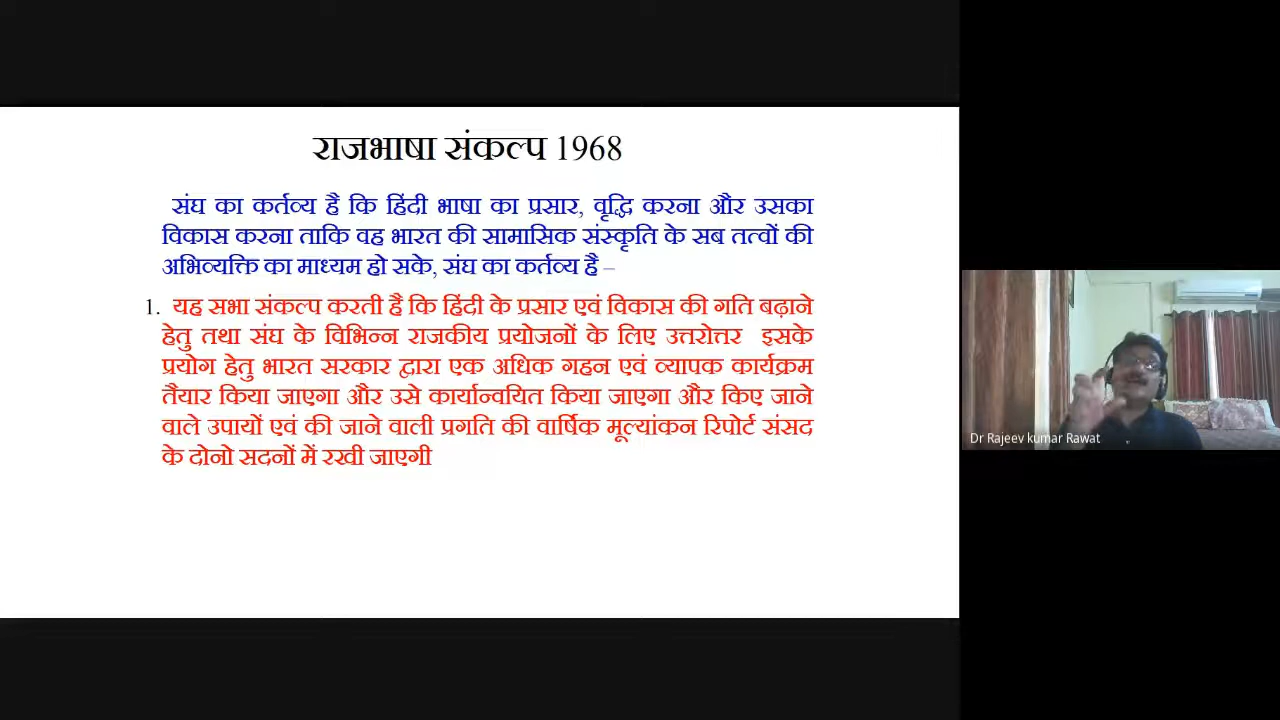 राजभाषा संकल्प 1968
संघ का कर्तव्य है कि हिंदी भाषा का प्रसार, वृद्धि करना और उसका
विकास करना ताकि वह भारत की सामासिक संस्कृति के सब तत्वों की
अभिव्यक्ति का माध्यम हो सके, संघ का कर्तव्य है –
1. यह सभा संकल्प करती है कि हिंदी के प्रसार एवं विकास की गति बढ़ाने
हेतु तथा संघ के विभिन्न राजकीय प्रयोजनों के लिए उत्तरोत्तर इसके
प्रयोग हेतु भारत सरकार द्वारा एक अधिक गहन एवं व्यापक कार्यक्रम
तैयार किया जाएगा और उसे कार्यान्वयित किया जाएगा और किए जाने
वाले उपायों एवं की जाने वाली प्रगति की वार्षिक मूल्यांकन रिपोर्ट संसद
के दोनो सदनों में रखी जाएगी
Dr Rajeev kumar Rawat